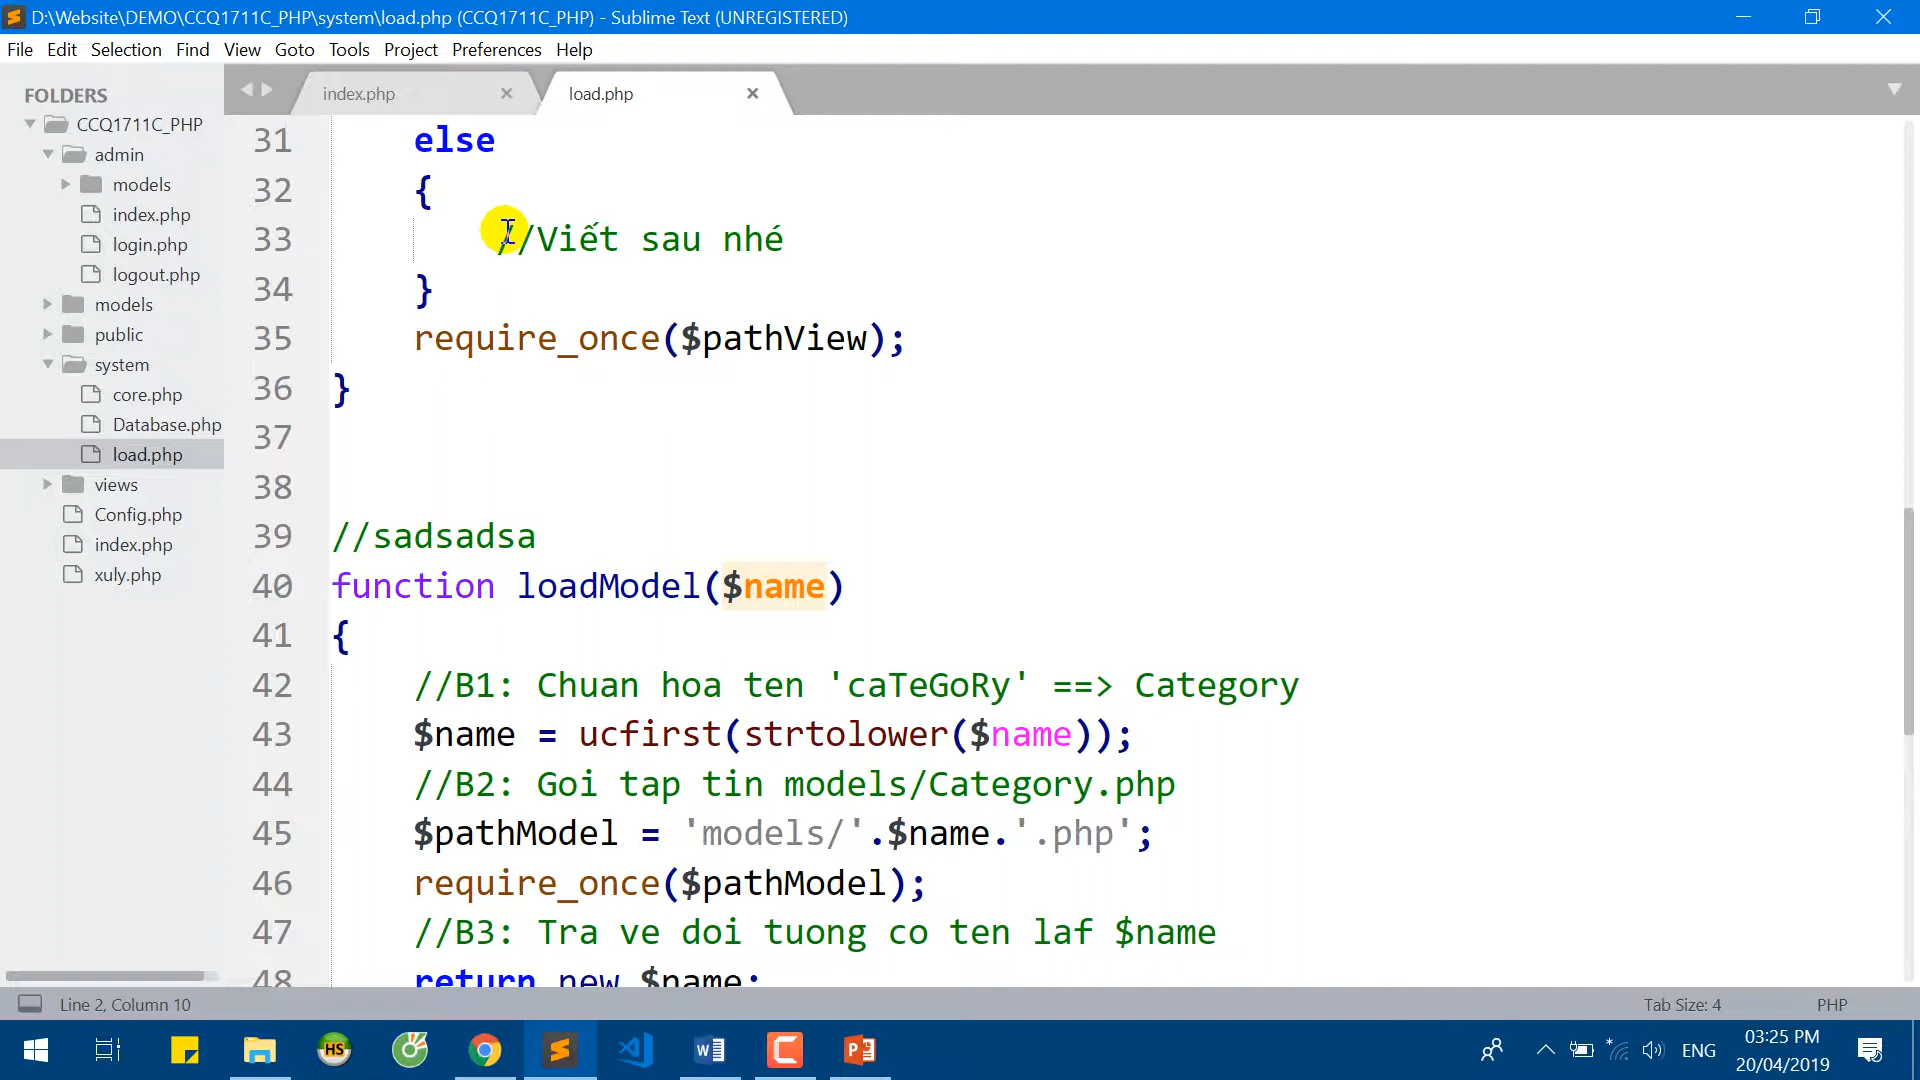 D:\Website\DEMO\CCQ1711C_PHP\system\load.php (CCQ1711C_PHP) - Sublime Text (UNREGISTERED)
File Edit Selection Find View Goto Tools Project Preferences Help
FOLDERS
CCQ1711C_PHP
admin
models
index.php
login.php
logout.php
models
public
system
core.php
Database.php
load.php
views
Config.php
index.php
xuly.php
index.php
load.php
31 else
32 {
33 //Viết sau nhé
34 }
35 require_once($pathView);
36 }
37
38
39 //sadsadsa
40 function loadModel($name)
41 {
42 //B1: Chuan hoa ten 'caTeGoRy' ==> Category
43 $name = ucfirst(strtolower($name));
44 //B2: Goi tap tin models/Category.php
45 $pathModel = 'models/'.$name.'.php';
46 require_once($pathModel);
47 //B3: Tra ve doi tuong co ten laf $name
48 return new $name;
Line 2, Column 10
Tab Size: 4
PHP
HS
ENG
03:25 PM
20/04/2019